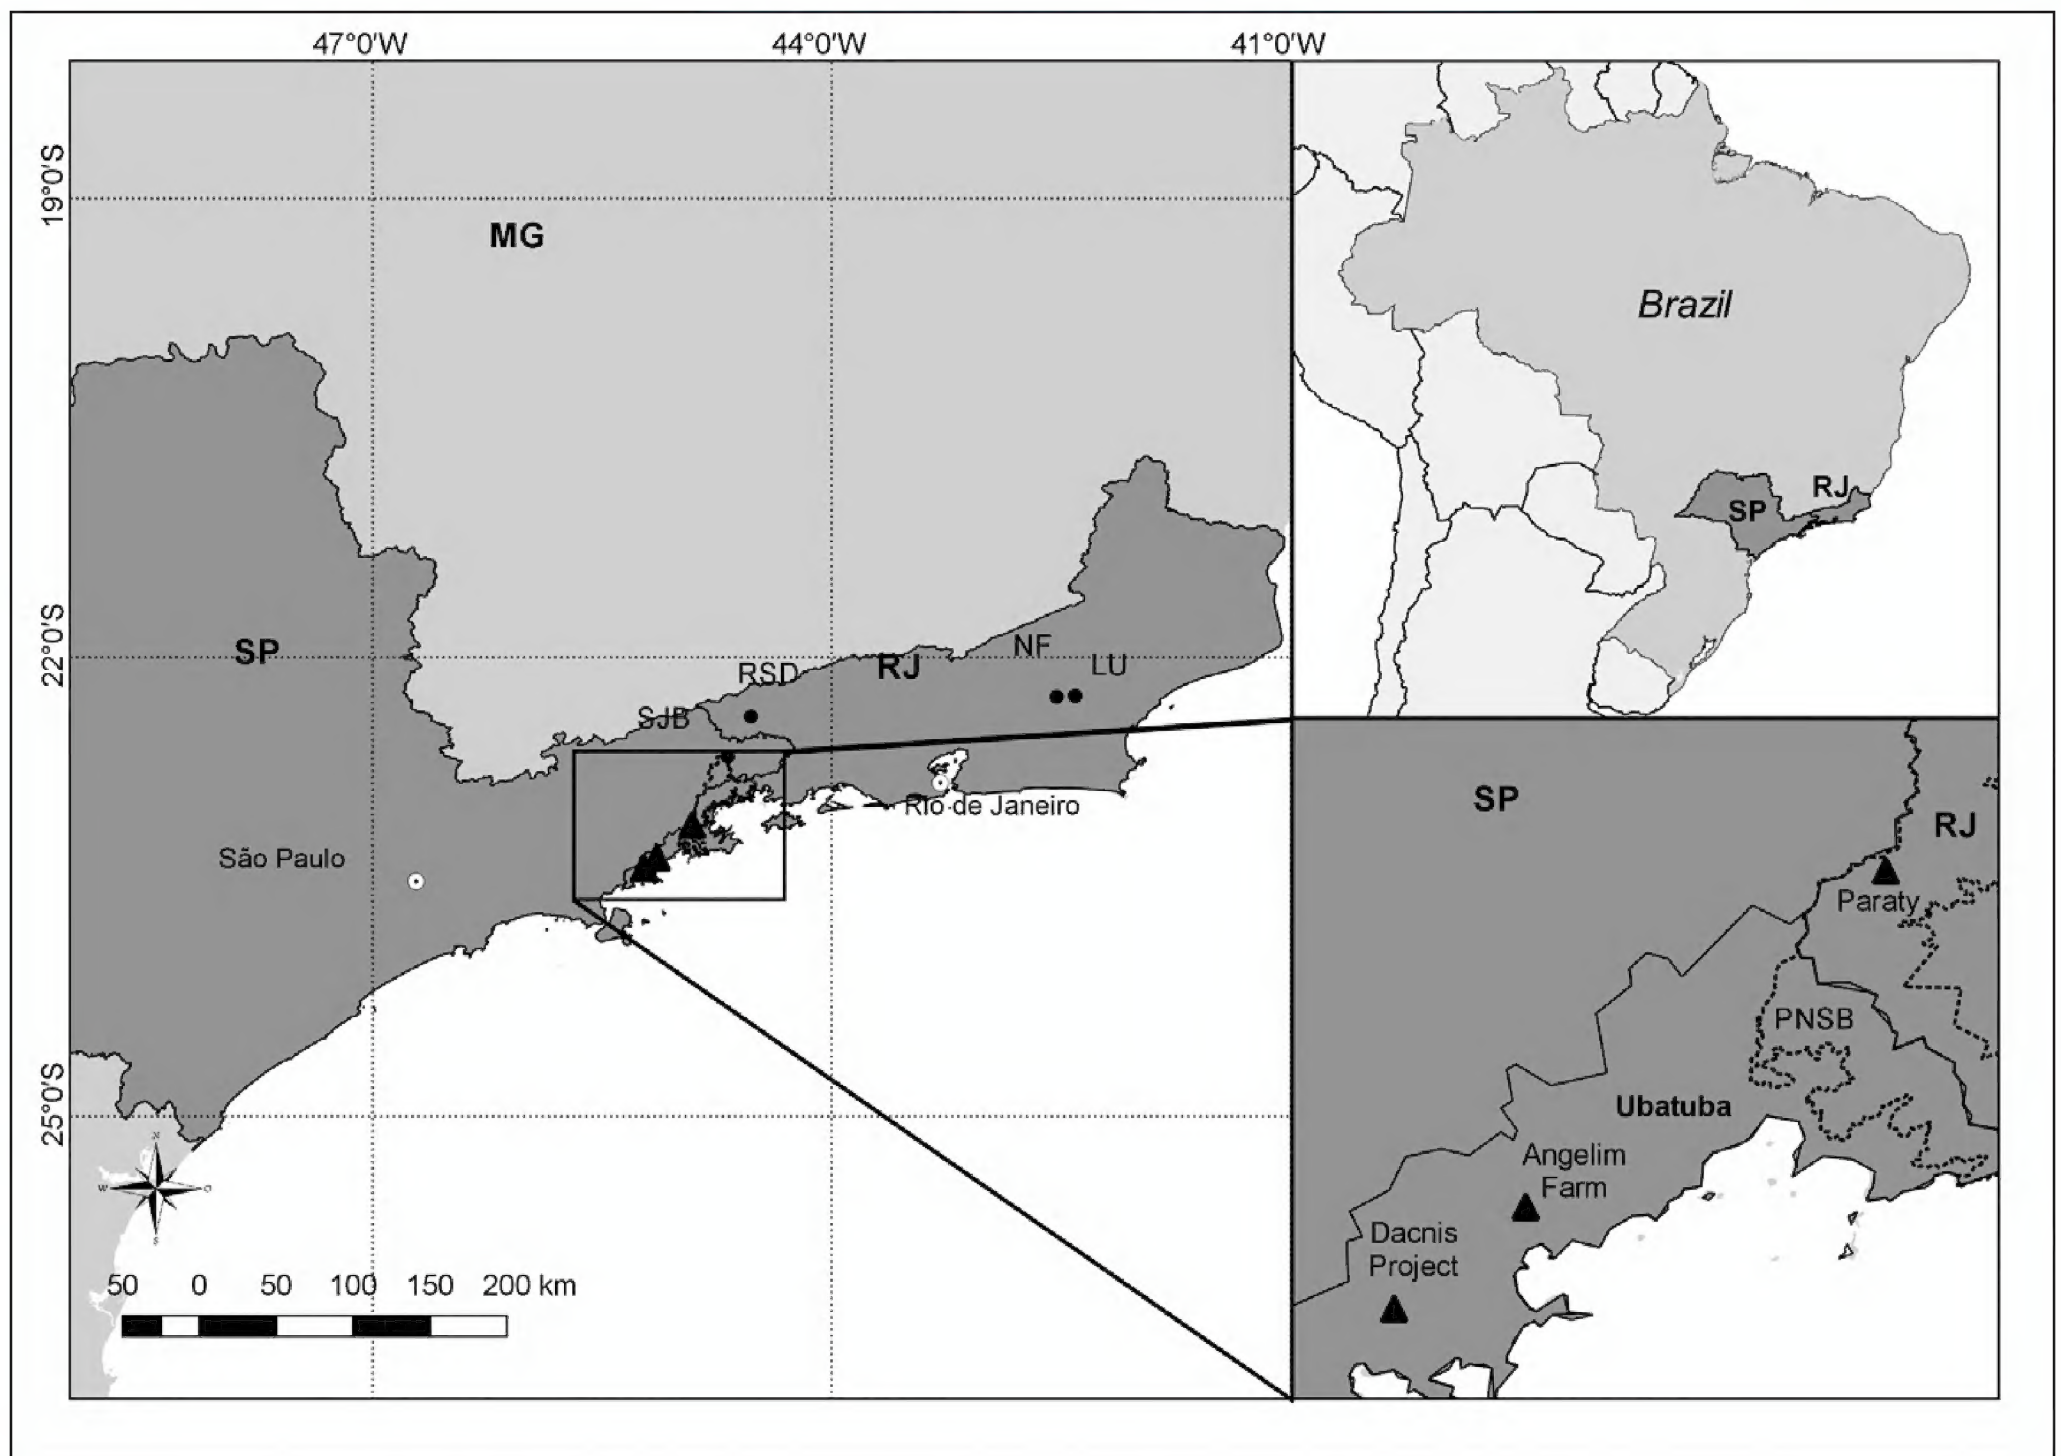 47°0'W
44°0'W
41°0'W
19°0'S
22°0'S
25°0'S
MG
SP
RJ
NF
LU
RSD
SJB
Rio de Janeiro
São Paulo
N
W
O
S
50 0 50 100 150 200 km
Brazil
RJ
SP
SP
RJ
Paraty
PNSB
Ubatuba
Angelim
Farm
Dacnis
Project